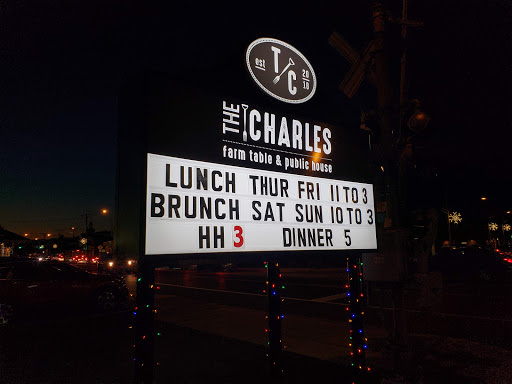 T/C
est 2016
THE CHARLES
farm table & public house
LUNCH THUR FRI 11 TO 3
BRUNCH SAT SUN 10 TO 3
HH 3 DINNER 5